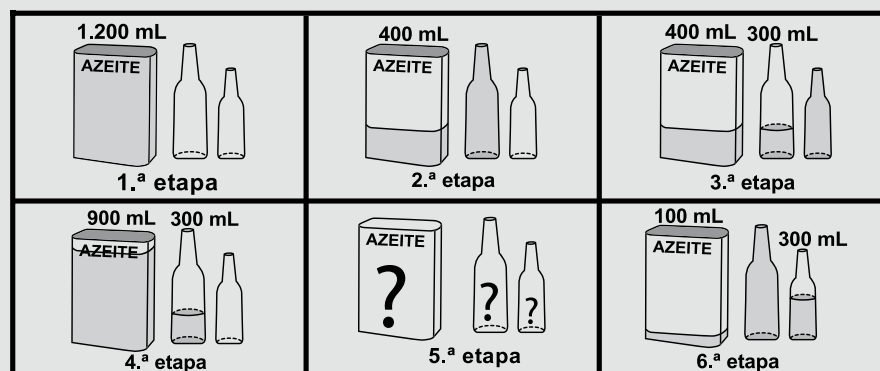 1.200 mL
AZEITE
1.ª etapa
400 mL
AZEITE
2.ª etapa
400 mL 300 mL
AZEITE
3.ª etapa
900 mL 300 mL
AZEITE
4.ª etapa
AZEITE
? ? ?
5.ª etapa
100 mL
300 mL
AZEITE
6.ª etapa